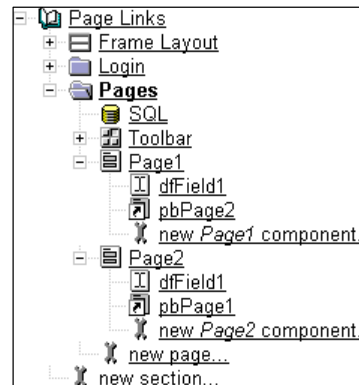 Page Links
Frame Layout
Login
Pages
SQL
Toolbar
Page1
dfField1
pbPage2
new Page1 component.
Page2
dfField1
pbPage1
new Page2 component.
new page...
new section...